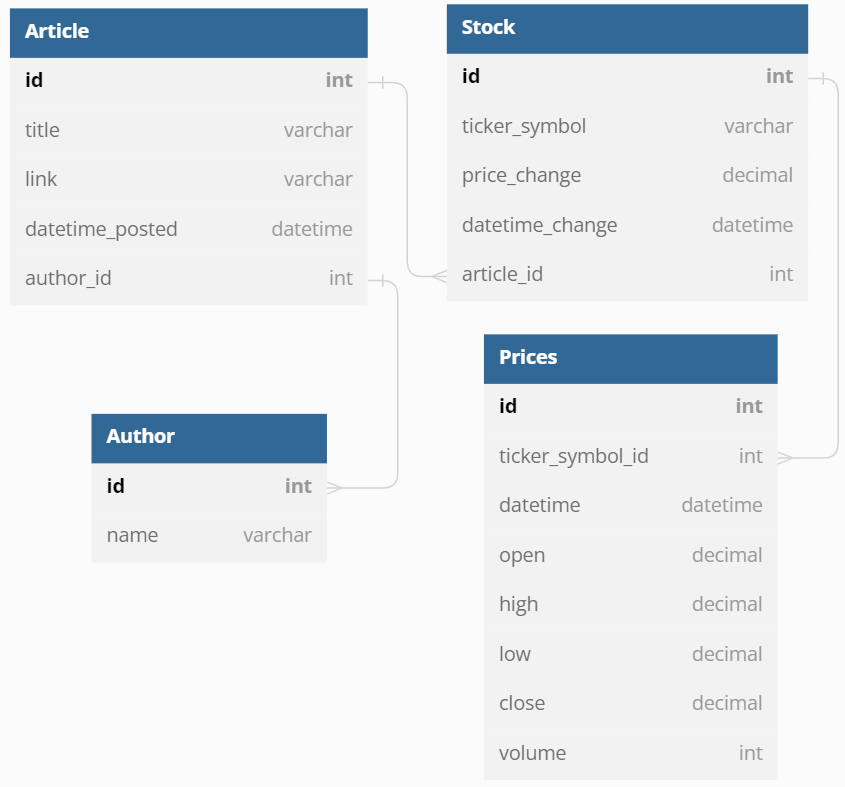 Article
id int
title varchar
link varchar
datetime_posted datetime
author_id int
Stock
id int
ticker_symbol varchar
price_change decimal
datetime_change datetime
article_id int
Author
id int
name varchar
Prices
id int
ticker_symbol_id int
datetime datetime
open decimal
high decimal
low decimal
close decimal
volume int